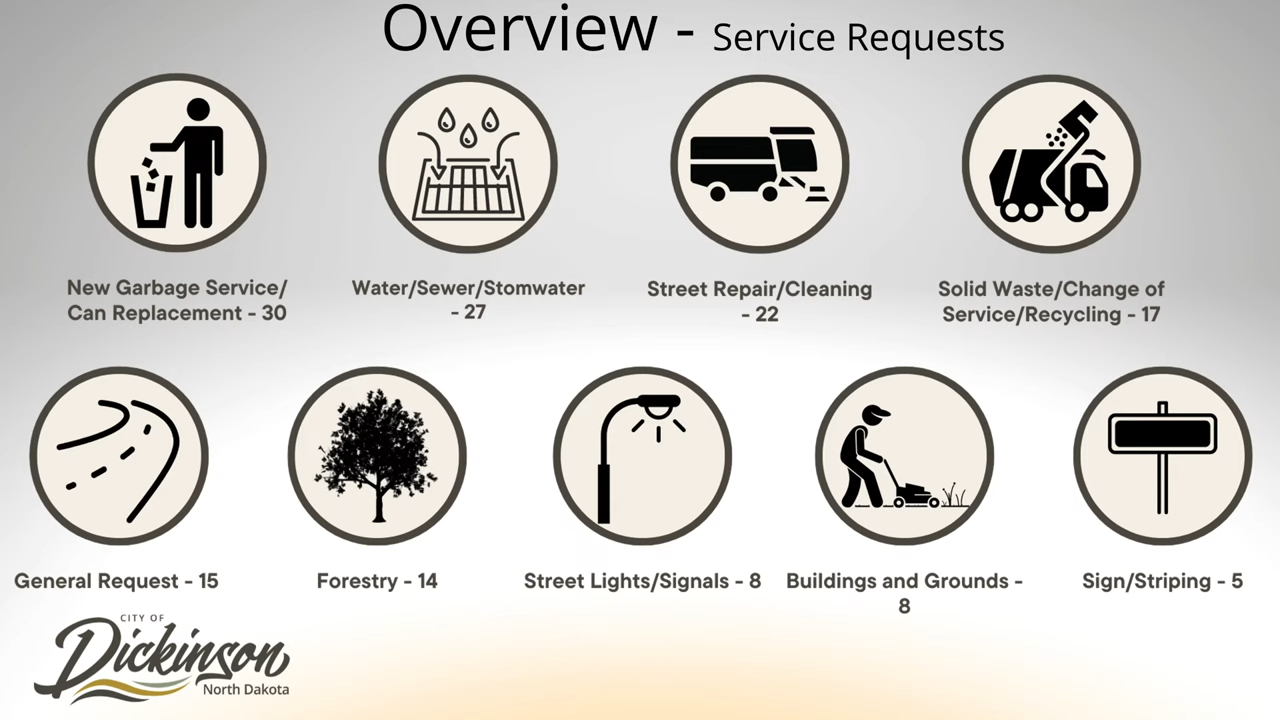 Overview - Service Requests
New Garbage Service/
Can Replacement - 30
Water/Sewer/Stomwater
- 27
Street Repair/Cleaning
- 22
Solid Waste/Change of
Service/Recycling - 17
General Request - 15
Forestry - 14
Street Lights/Signals - 8
Buildings and Grounds -
8
Sign/Striping - 5
CITY OF
Dickinson
North Dakota